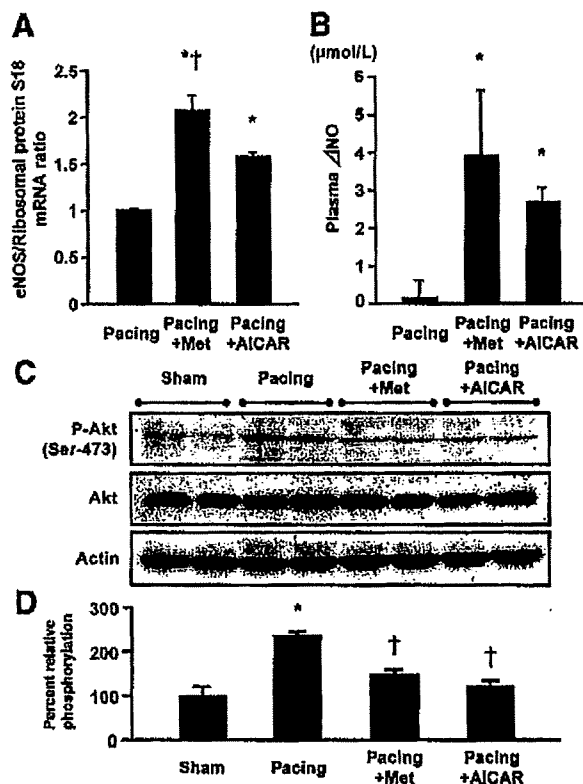 A
eNOS/Ribosomal protein S18
mRNA ratio
2.5
2
1.5
1
0.5
0
*†
*
Pacing
Pacing
+Met
Pacing
+AICAR
B
(μmol/L)
Plasma ⊿NO
6
5
4
3
2
1
0
*
*
Pacing
Pacing
+Met
Pacing
+AICAR
C
Sham
Pacing
Pacing
+Met
Pacing
+AICAR
P-Akt
(Ser-473)
Akt
Actin
D
Percent relative
phosphorylation
300
200
100
0
*
†
†
Sham
Pacing
Pacing
+Met
Pacing
+AICAR